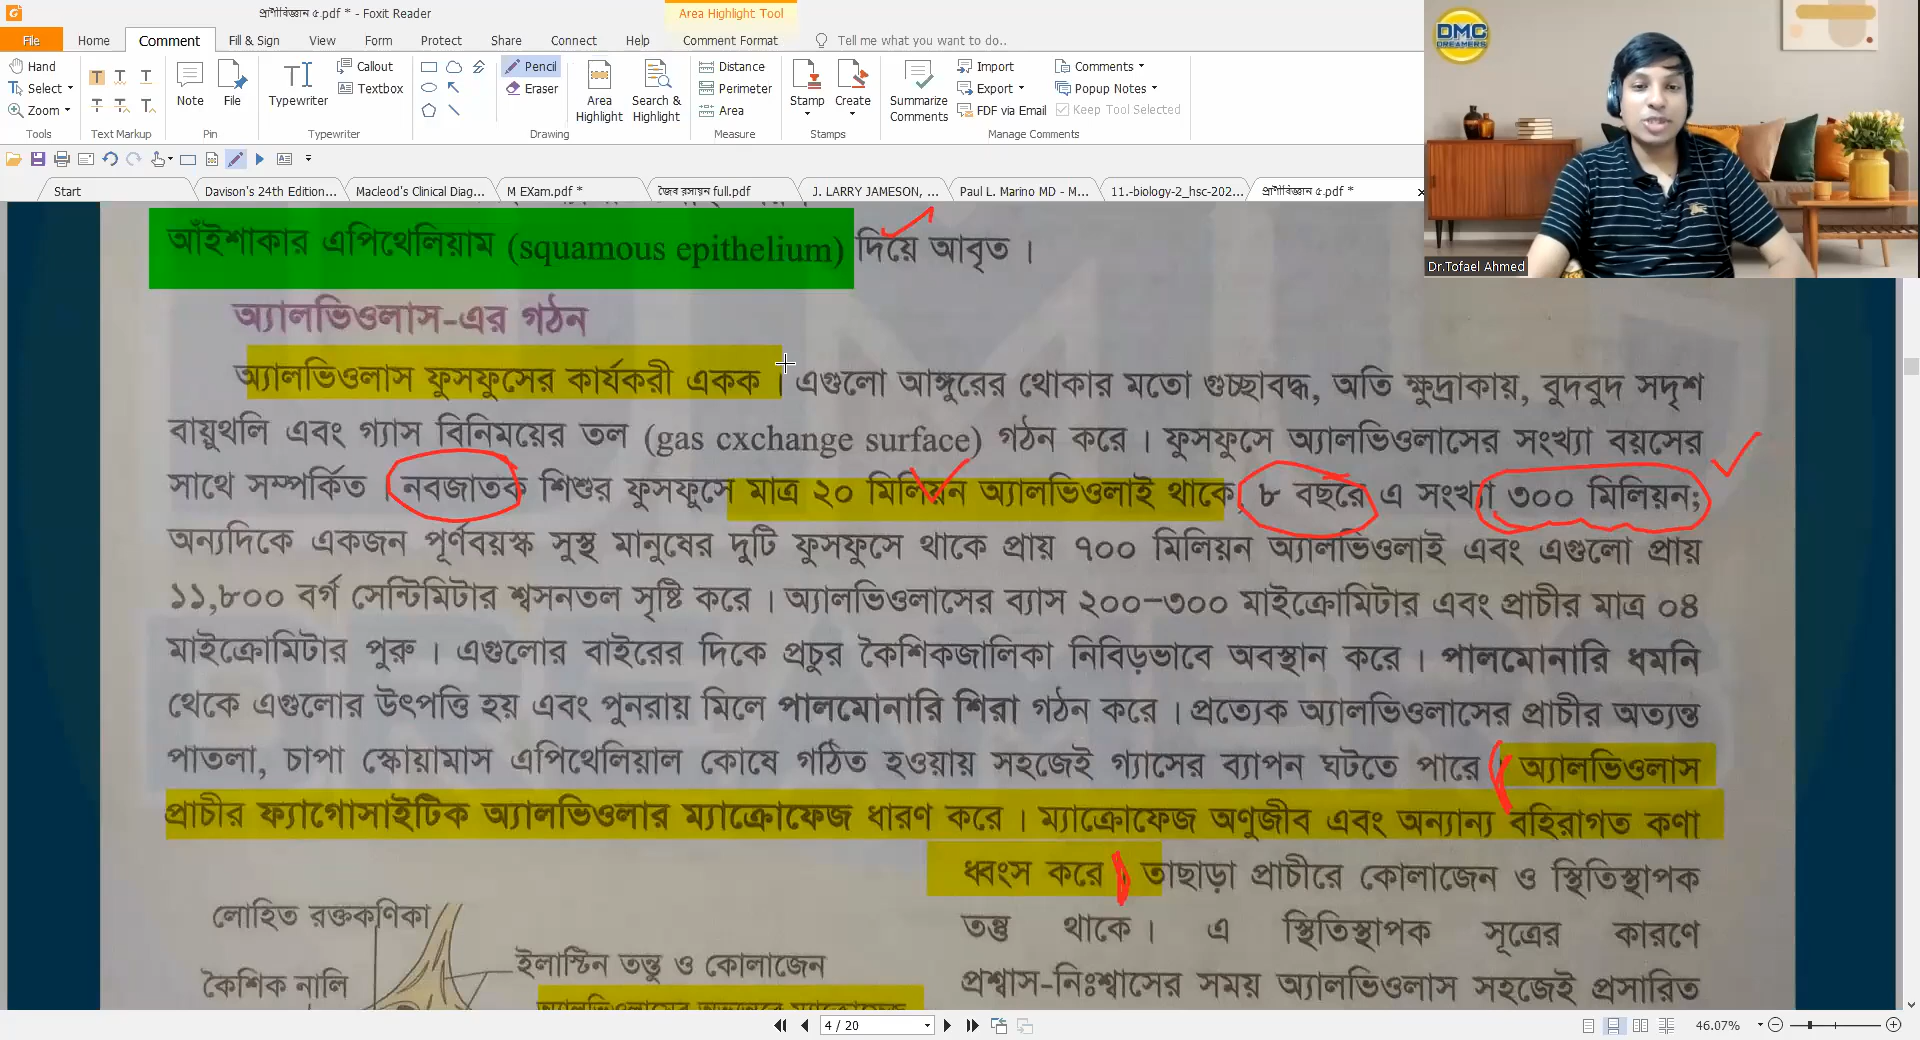 প্রাণীবিজ্ঞান ৫.pdf * - Foxit Reader
Area Highlight Tool
File Home Comment Fill & Sign View Form Protect Share Connect Help Comment Format Tell me what you want to do..
Hand Select Zoom Tools
Text Markup
Note File Pin
Typewriter Callout Textbox Typewriter
Pencil Eraser Area Highlight Search & Highlight Drawing
Distance Perimeter Area Measure
Stamp Create Stamps
Summarize Comments Import Export FDF via Email Comments Popup Notes Keep Tool Selected Manage Comments
Start Davison's 24th Edition... Macleod's Clinical Diag... M EXam.pdf * জৈব রসায়ন full.pdf J. LARRY JAMESON, ... Paul L. Marino MD - M... 11.-biology-2_hsc-202... প্রাণীবিজ্ঞান ৫.pdf *
DMC
DREAMERS
Dr.Tofael Ahmed
আঁইশাকার এপিথেলিয়াম (squamous epithelium) দিয়ে আবৃত ।
অ্যালভিওলাস-এর গঠন
অ্যালভিওলাস ফুসফুসের কার্যকরী একক । এগুলো আঙ্গুরের থোকার মতো গুচ্ছাবদ্ধ, অতি ক্ষুদ্রাকায়, বুদবুদ সদৃশ
বায়ুথলি এবং গ্যাস বিনিময়ের তল (gas cxchange surface) গঠন করে । ফুসফুসে অ্যালভিওলাসের সংখ্যা বয়সের
সাথে সম্পর্কিত । নবজাতক শিশুর ফুসফুসে মাত্র ২০ মিলিয়ন অ্যালভিওলাই থাকে, ৮ বছরে এ সংখ্যা ৩০০ মিলিয়ন;
অন্যদিকে একজন পূর্ণবয়স্ক সুস্থ মানুষের দুটি ফুসফুসে থাকে প্রায় ৭০০ মিলিয়ন অ্যালভিওলাই এবং এগুলো প্রায়
১১,৮০০ বর্গ সেন্টিমিটার শ্বসনতল সৃষ্টি করে । অ্যালভিওলাসের ব্যাস ২০০–৩০০ মাইক্রোমিটার এবং প্রাচীর মাত্র ০৪
মাইক্রোমিটার পুরু । এগুলোর বাইরের দিকে প্রচুর কৈশিকজালিকা নিবিড়ভাবে অবস্থান করে । পালমোনারি ধমনি
থেকে এগুলোর উৎপত্তি হয় এবং পুনরায় মিলে পালমোনারি শিরা গঠন করে । প্রত্যেক অ্যালভিওলাসের প্রাচীর অত্যন্ত
পাতলা, চাপা স্কোয়ামাস এপিথেলিয়াল কোষে গঠিত হওয়ায় সহজেই গ্যাসের ব্যাপন ঘটতে পারে । অ্যালভিওলাস
প্রাচীর ফ্যাগোসাইটিক অ্যালভিওলার ম্যাক্রোফেজ ধারণ করে । ম্যাক্রোফেজ অণুজীব এবং অন্যান্য বহিরাগত কণা
ধ্বংস করে । তাছাড়া প্রাচীরে কোলাজেন ও স্থিতিস্থাপক
তন্তু থাকে । এ স্থিতিস্থাপক সূত্রের কারণে
প্রশ্বাস-নিঃশ্বাসের সময় অ্যালভিওলাস সহজেই প্রসারিত
লোহিত রক্তকণিকা
কৈশিক নালি
ইলাস্টিন তন্তু ও কোলাজেন
4 / 20
46.07%